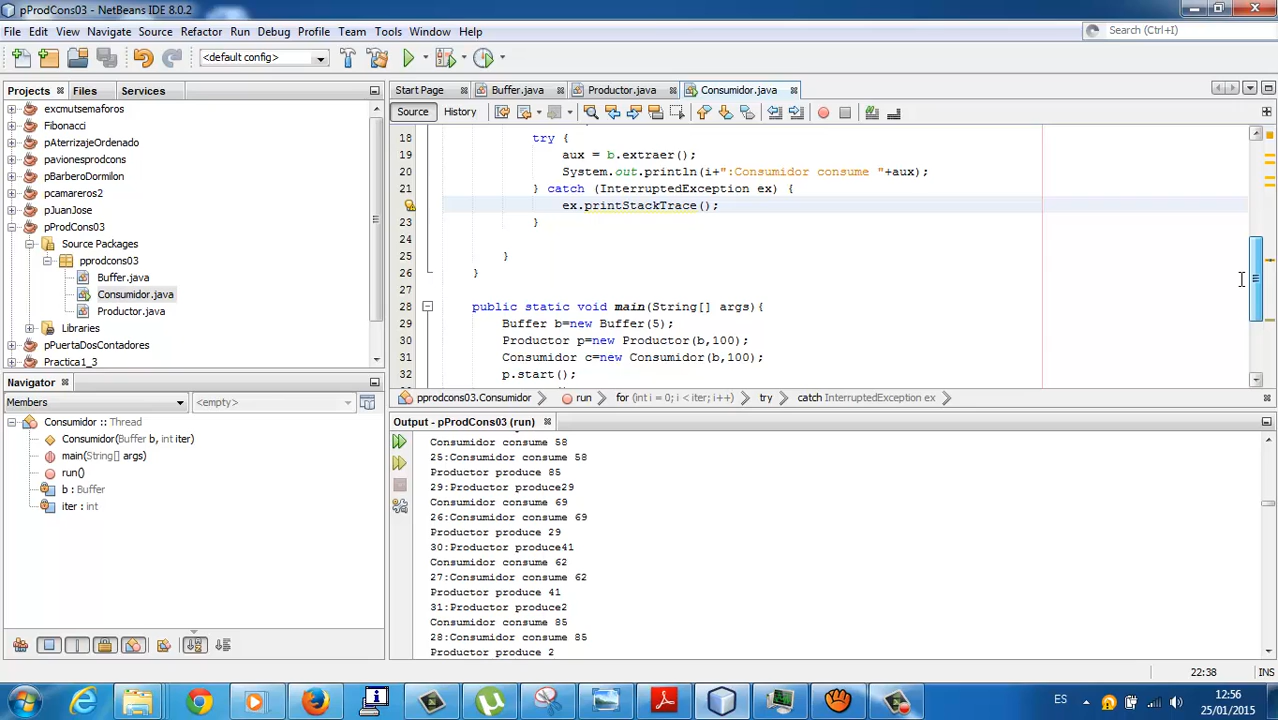 pProdCons03 - NetBeans IDE 8.0.2
File Edit View Navigate Source Refactor Run Debug Profile Team Tools Window Help
Search (Ctrl+I)
<default config>
Projects Files Services
excmutsemaforos
Fibonacci
pAterrizajeOrdenado
pavionesprodcons
pBarberoDormilon
pcamareros2
pJuanJose
pProdCons03
Source Packages
pprodcons03
Buffer.java
Consumidor.java
Productor.java
Libraries
pPuertaDosContadores
Practica1_3
Navigator
Members
<empty>
Consumidor :: Thread
Consumidor(Buffer b, int iter)
main(String[] args)
run()
b : Buffer
iter : int
Start Page Buffer.java Productor.java Consumidor.java
Source History
18 try {
19 aux = b.extraer();
20 System.out.println(i+":Consumidor consume "+aux);
21 } catch (InterruptedException ex) {
ex.printStackTrace();
23 }
24
25 }
26 }
27
28 public static void main(String[] args){
29 Buffer b=new Buffer(5);
30 Productor p=new Productor(b,100);
31 Consumidor c=new Consumidor(b,100);
32 p.start();
pprodcons03.Consumidor run for (int i = 0; i < iter; i++) try catch InterruptedException ex
Output - pProdCons03 (run)
Consumidor consume 58
25:Consumidor consume 58
Productor produce 85
29:Productor produce29
Consumidor consume 69
26:Consumidor consume 69
Productor produce 29
30:Productor produce41
Consumidor consume 62
27:Consumidor consume 62
Productor produce 41
31:Productor produce2
Consumidor consume 85
28:Consumidor consume 85
Productor produce 2
22:38 INS
ES
12:56
25/01/2015